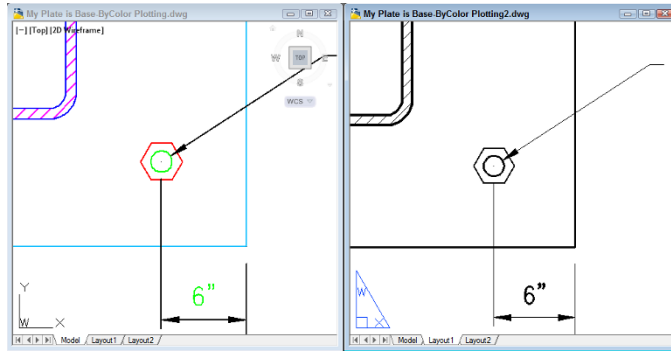 My Plate is Base-ByColor Plotting.dwg
[−] [Top] [2D Wireframe]
N
W TOP E
S
WCS
6"
Y
W X
Model Layout1 Layout2
My Plate is Base-ByColor Plotting2.dwg
6"
W
X
Model Layout1 Layout2